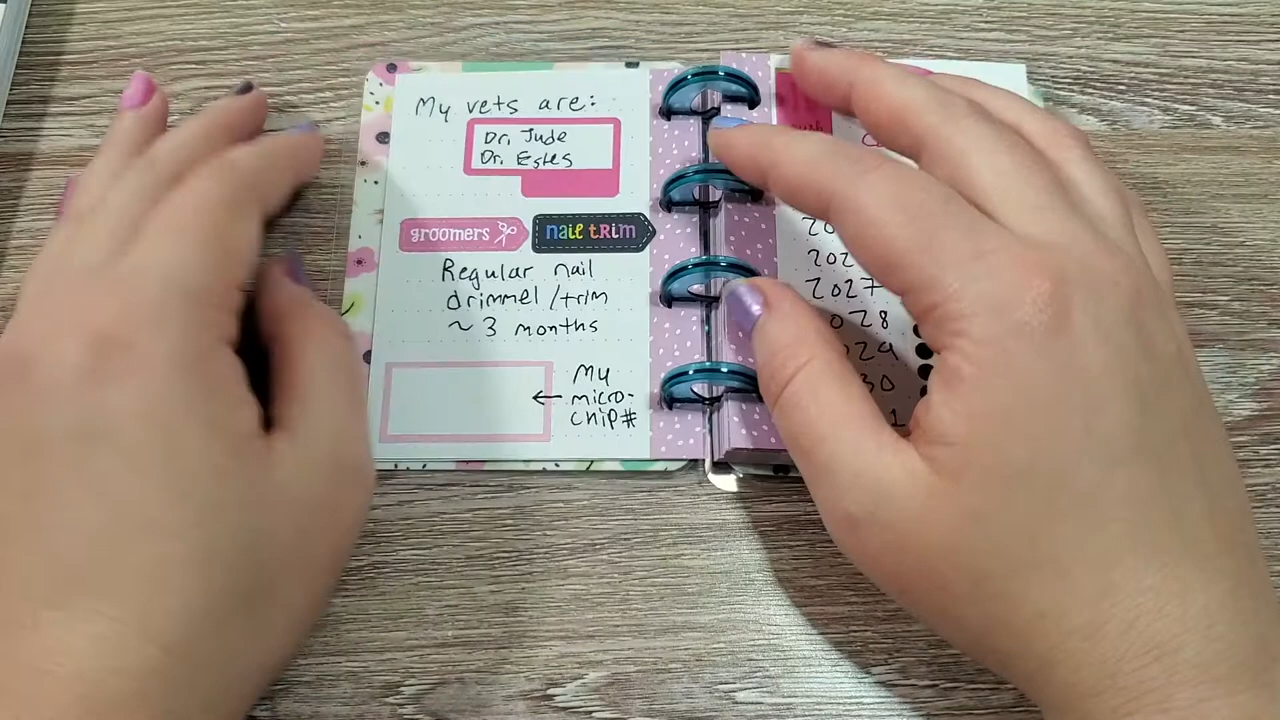 My vets are:
Dr. Jude
Dr. Estes
groomers
nail tRim
Regular nail
drimmel/trim
~ 3 months
← My
micro-
chip#
2027